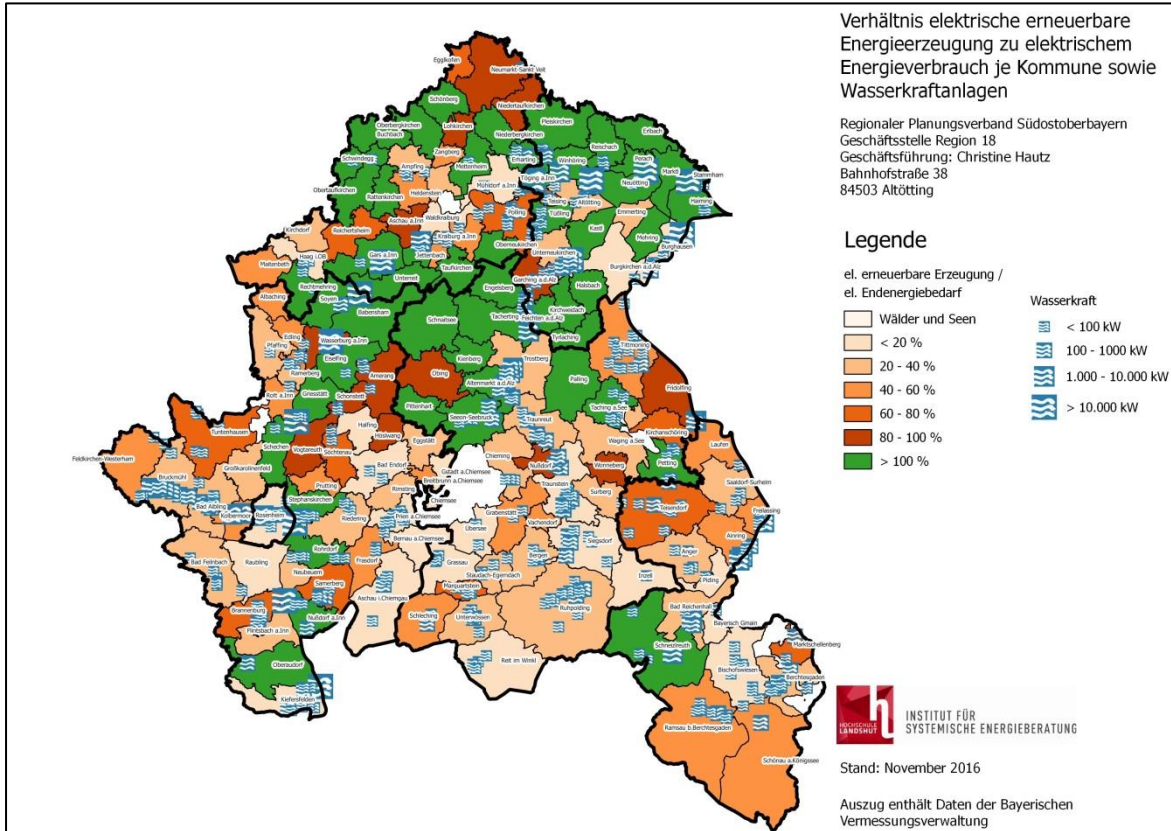 Verhältnis elektrische erneuerbare
Energieerzeugung zu elektrischem
Energieverbrauch je Kommune sowie
Wasserkraftanlagen
Regionaler Planungsverband Südostoberbayern
Geschäftsstelle Region 18
Geschäftsführung: Christine Hautz
Bahnhofstraße 38
84503 Altötting
Legende
el. erneuerbare Erzeugung /
el. Endenergiebedarf
Wälder und Seen
< 20 %
20 - 40 %
40 - 60 %
60 - 80 %
80 - 100 %
> 100 %
Wasserkraft
< 100 kW
100 - 1000 kW
1.000 - 10.000 kW
> 10.000 kW
Egglkofen
Neumarkt-Sankt Veit
Schönberg
Niedertaufkirchen
Lohkirchen
Oberbergkirchen
Buchbach
Pleiskirchen
Niederbergkirchen
Erlbach
Reischach
Zangberg
Schwindegg
Ampfing
Mettenheim
Erharting
Winhöring
Perach
Marktl
Stammham
Töging a.Inn
Mühldorf a.Inn
Neuötting
Obertaufkirchen
Rattenkirchen
Heldenstein
Teising
Altötting
Haiming
Waldkraiburg
Polling
Tüßling
Emmerting
Kirchdorf
Reichertsheim
Aschau a.Inn
Kastl
Mehring
Burghausen
Kraiburg a.Inn
Oberneukirchen
Haag i.OB
Gars a.Inn
Jettenbach
Unterneukirchen
Maitenbeth
Taufkirchen
Burgkirchen a.d.Alz
Unterreit
Garching a.d.Alz
Rechtmehring
Engelsberg
Halsbach
Albaching
Soyen
Babensham
Schnaitsee
Tacherting
Feichten a.d.Alz
Kirchweidach
Edling
Wasserburg a.Inn
Tyrlaching
Pfaffing
Eiselfing
Kienberg
Trostberg
Tittmoning
Ramerberg
Amerang
Obing
Altenmarkt a.d.Alz
Palling
Fridolfing
Rott a.Inn
Griesstätt
Schonstett
Pittenhart
Seeon-Seebruck
Taching a.See
Tuntenhausen
Halfing
Höslwang
Traunreut
Kirchanschöring
Schechen
Vogtareuth
Söchtenau
Eggstätt
Waging a.See
Laufen
Feldkirchen-Westerham
Großkarolinenfeld
Bad Endorf
Chieming
Nußdorf
Wonneberg
Petting
Bruckmühl
Prutting
Gstadt a.Chiemsee
Breitbrunn a.Chiemsee
Traunstein
Saaldorf-Surheim
Stephanskirchen
Rimsting
Chiemsee
Surberg
Bad Aibling
Kolbermoor
Rosenheim
Riedering
Prien a.Chiemsee
Grabenstätt
Vachendorf
Teisendorf
Freilassing
Bernau a.Chiemsee
Übersee
Siegsdorf
Ainring
Rohrdorf
Bergen
Anger
Bad Feilnbach
Raubling
Frasdorf
Grassau
Staudach-Egerndach
Inzell
Piding
Neubeuern
Samerberg
Aschau i.Chiemgau
Marquartstein
Ruhpolding
Brannenburg
Nußdorf a.Inn
Schleching
Unterwössen
Bad Reichenhall
Flintsbach a.Inn
Bayerisch Gmain
Schneizlreuth
Marktschellenberg
Oberaudorf
Reit im Winkl
Bischofswiesen
Berchtesgaden
Kiefersfelden
Ramsau b.Berchtesgaden
Schönau a.Königssee
HOCHSCHULE
LANDSHUT
INSTITUT FÜR
SYSTEMISCHE ENERGIEBERATUNG
Stand: November 2016
Auszug enthält Daten der Bayerischen
Vermessungsverwaltung